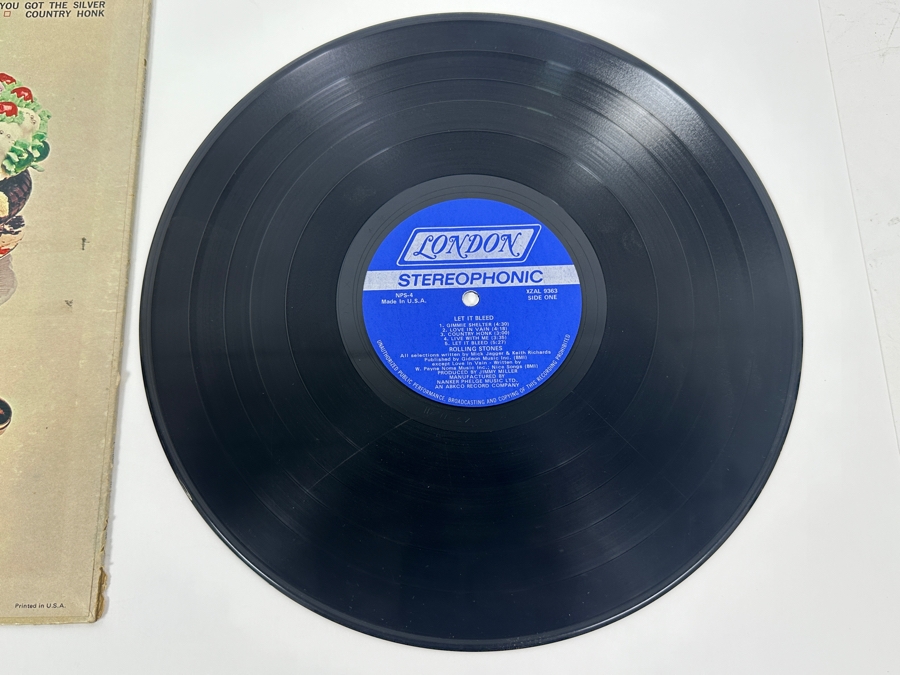 YOU GOT THE SILVER
COUNTRY HONK
Printed in U.S.A.
LONDON
STEREOPHONIC
NPS-4
Made in U.S.A.
XZAL 9363
SIDE ONE
LET IT BLEED
1. GIMMIE SHELTER (4:30)
2. LOVE IN VAIN (4:19)
3. COUNTRY HONK (3:00)
4. LIVE WITH ME (3:35)
5. LET IT BLEED (5:27)
ROLLING STONES
All selections written by Mick Jagger & Keith Richards
Published by Gideon Music Inc. (BMI)
except Love In Vain - Written by
W. Payne Noma Music Inc.; Nice Songs (BMI)
PRODUCED BY JIMMY MILLER
MANUFACTURED BY
NANKER PHELGE MUSIC LTD.
AN ABKCO RECORD COMPANY
UNAUTHORIZED PUBLIC PERFORMANCE, BROADCASTING AND COPYING OF THIS RECORDING PROHIBITED